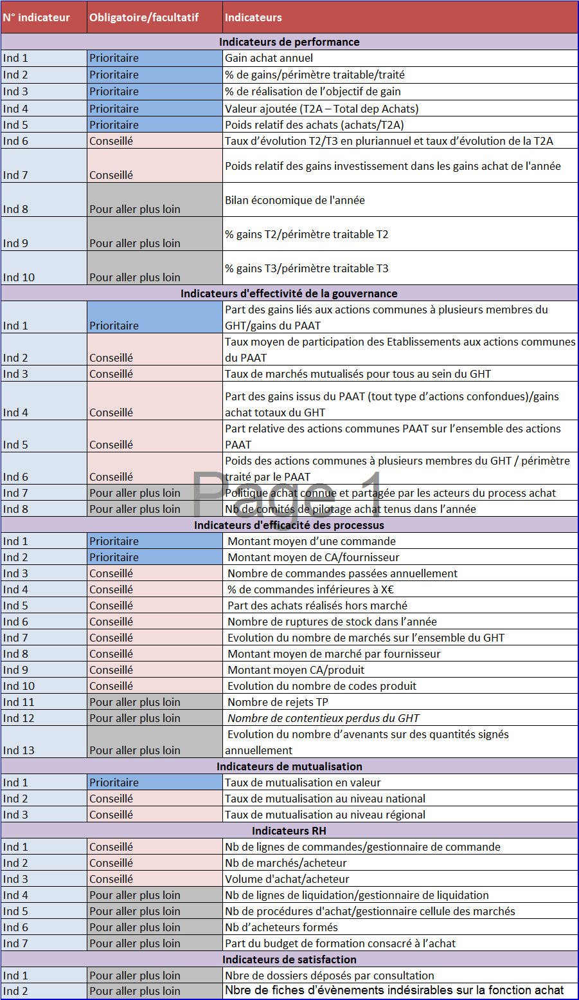 N° indicateur Obligatoire/facultatif Indicateurs
Indicateurs de performance
Ind 1 Prioritaire Gain achat annuel
Ind 2 Prioritaire % de gains/périmètre traitable/traité
Ind 3 Prioritaire % de réalisation de l’objectif de gain
Ind 4 Prioritaire Valeur ajoutée (T2A – Total dep Achats)
Ind 5 Prioritaire Poids relatif des achats (achats/T2A)
Ind 6 Conseillé Taux d’évolution T2/T3 en pluriannuel et taux d’évolution de la T2A
Ind 7 Conseillé Poids relatif des gains investissement dans les gains achat de l'année
Ind 8 Pour aller plus loin Bilan économique de l'année
Ind 9 Pour aller plus loin % gains T2/périmètre traitable T2
Ind 10 Pour aller plus loin % gains T3/périmètre traitable T3
Indicateurs d'effectivité de la gouvernance
Ind 1 Prioritaire Part des gains liés aux actions communes à plusieurs membres du
GHT/gains du PAAT
Ind 2 Conseillé Taux moyen de participation des Etablissements aux actions communes
du PAAT
Ind 3 Conseillé Taux de marchés mutualisés pour tous au sein du GHT
Ind 4 Conseillé Part des gains issus du PAAT (tout type d’actions confondues)/gains
achat totaux du GHT
Ind 5 Conseillé Part relative des actions communes PAAT sur l’ensemble des actions
PAAT
Ind 6 Conseillé Poids des actions communes à plusieurs membres du GHT / périmètre
traité par le PAAT
Ind 7 Pour aller plus loin Politique achat connue et partagée par les acteurs du process achat
Page 1
Ind 8 Pour aller plus loin Nb de comités de pilotage achat tenus dans l’année
Indicateurs d'efficacité des processus
Ind 1 Prioritaire Montant moyen d’une commande
Ind 2 Prioritaire Montant moyen de CA/fournisseur
Ind 3 Conseillé Nombre de commandes passées annuellement
Ind 4 Conseillé % de commandes inférieures à X€
Ind 5 Conseillé Part des achats réalisés hors marché
Ind 6 Conseillé Nombre de ruptures de stock dans l’année
Ind 7 Conseillé Evolution du nombre de marchés sur l’ensemble du GHT
Ind 8 Conseillé Montant moyen de marché par fournisseur
Ind 9 Conseillé Montant moyen CA/produit
Ind 10 Conseillé Evolution du nombre de codes produit
Ind 11 Pour aller plus loin Nombre de rejets TP
Ind 12 Pour aller plus loin Nombre de contentieux perdus du GHT
Ind 13 Pour aller plus loin Evolution du nombre d’avenants sur des quantités signés
annuellement
Indicateurs de mutualisation
Ind 1 Prioritaire Taux de mutualisation en valeur
Ind 2 Conseillé Taux de mutualisation au niveau national
Ind 3 Conseillé Taux de mutualisation au niveau régional
Indicateurs RH
Ind 1 Conseillé Nb de lignes de commandes/gestionnaire de commande
Ind 2 Conseillé Nb de marchés/acheteur
Ind 3 Conseillé Volume d'achat/acheteur
Ind 4 Pour aller plus loin Nb de lignes de liquidation/gestionnaire de liquidation
Ind 5 Pour aller plus loin Nb de procédures d'achat/gestionnaire cellule des marchés
Ind 6 Pour aller plus loin Nb d’acheteurs formés
Ind 7 Pour aller plus loin Part du budget de formation consacré à l’achat
Indicateurs de satisfaction
Ind 1 Pour aller plus loin Nbre de dossiers déposés par consultation
Ind 2 Pour aller plus loin Nbre de fiches d’évènements indésirables sur la fonction achat